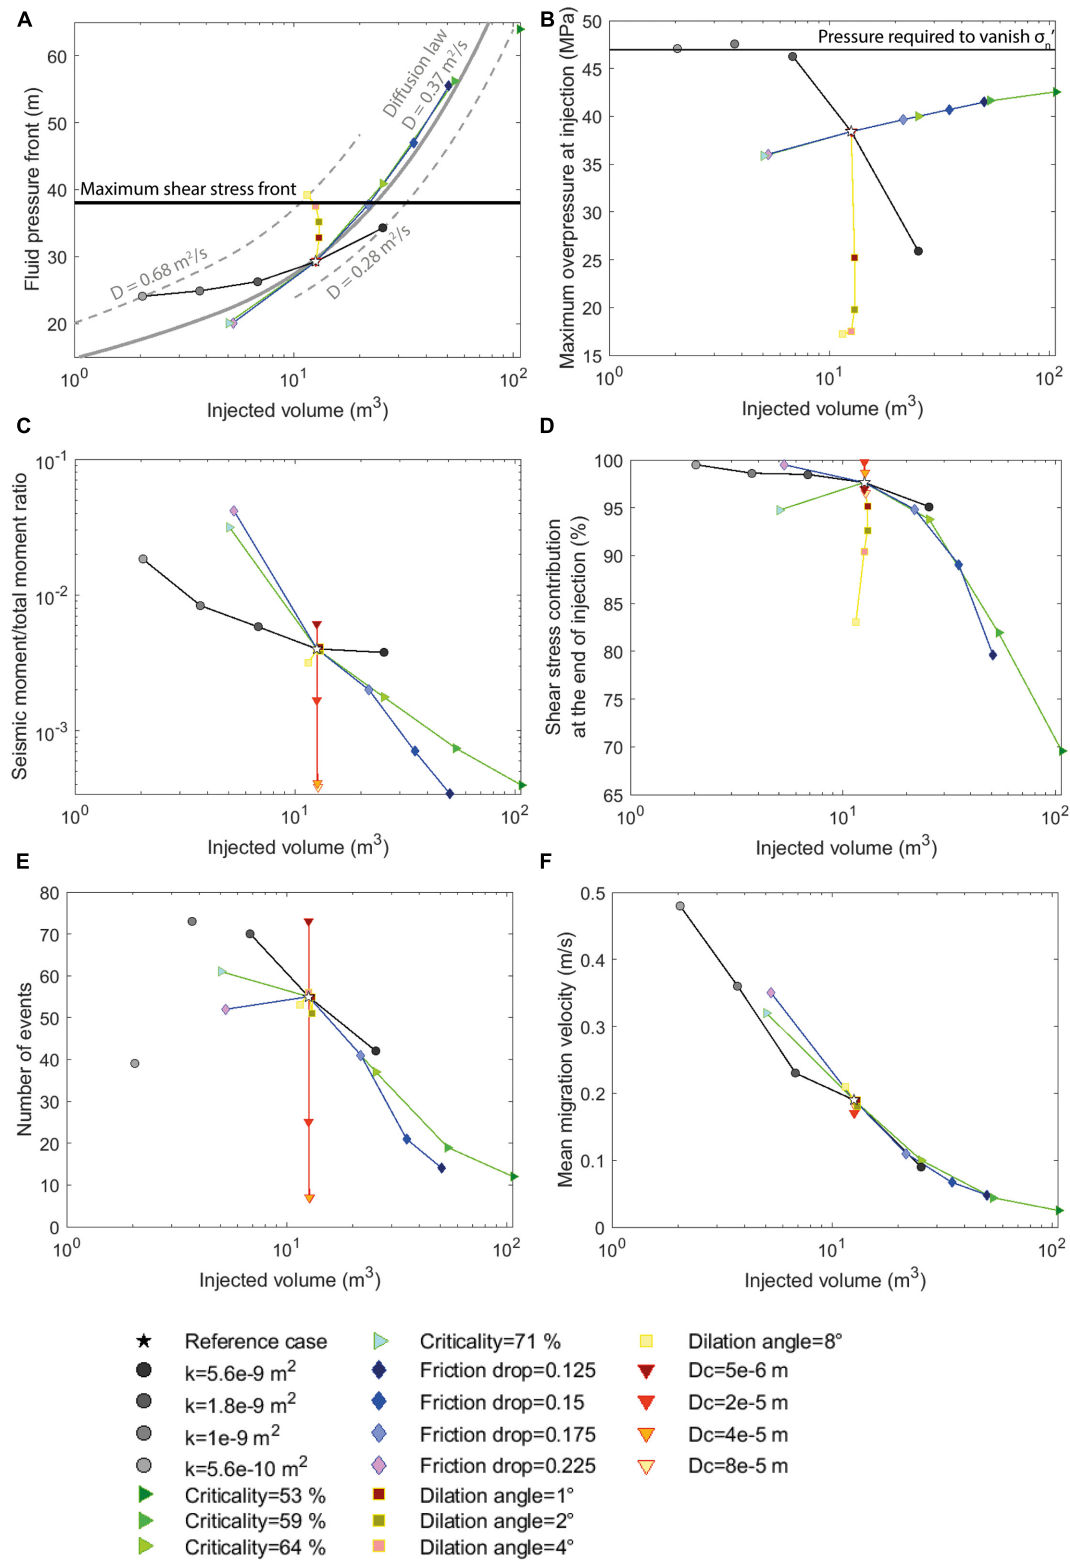 A
60
50
40
30
20
Fluid pressure front (m)
Diffusion law
D = 0.37 m²/s
Maximum shear stress front
D = 0.68 m²/s
D = 0.28 m²/s
10⁰ 10¹ 10²
Injected volume (m³)
B
50
45
40
35
30
25
20
15
Maximum overpressure at injection (MPa)
Pressure required to vanish σₙ'
10⁰ 10¹ 10²
Injected volume (m³)
C
10⁻¹
10⁻²
10⁻³
Seismic moment/total moment ratio
10⁰ 10¹ 10²
Injected volume (m³)
D
100
95
90
85
80
75
70
65
Shear stress contribution
at the end of injection (%)
10⁰ 10¹ 10²
Injected volume (m³)
E
80
70
60
50
40
30
20
10
0
Number of events
10⁰ 10¹ 10²
Injected volume (m³)
F
0.5
0.4
0.3
0.2
0.1
0
Mean migration velocity (m/s)
10⁰ 10¹ 10²
Injected volume (m³)
Reference case
k=5.6e-9 m²
k=1.8e-9 m²
k=1e-9 m²
k=5.6e-10 m²
Criticality=53 %
Criticality=59 %
Criticality=64 %
Criticality=71 %
Friction drop=0.125
Friction drop=0.15
Friction drop=0.175
Friction drop=0.225
Dilation angle=1°
Dilation angle=2°
Dilation angle=4°
Dilation angle=8°
Dc=5e-6 m
Dc=2e-5 m
Dc=4e-5 m
Dc=8e-5 m